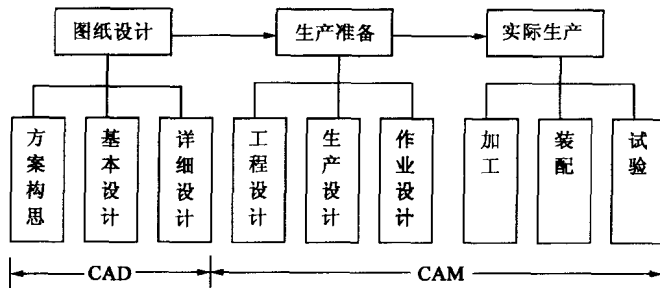 图纸设计
生产准备
实际生产
方案构思
基本设计
详细设计
工程设计
生产设计
作业设计
加工
装配
试验
CAD
CAM